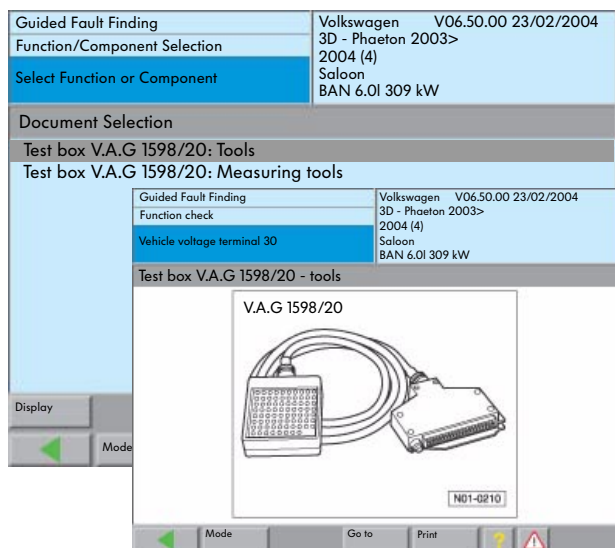 Guided Fault Finding
Function/Component Selection
Select Function or Component
Volkswagen V06.50.00 23/02/2004
3D - Phaeton 2003>
2004 (4)
Saloon
BAN 6.0l 309 kW
Document Selection
Test box V.A.G 1598/20: Tools
Test box V.A.G 1598/20: Measuring tools
Display
Mode
Guided Fault Finding
Function check
Vehicle voltage terminal 30
Volkswagen V06.50.00 23/02/2004
3D - Phaeton 2003>
2004 (4)
Saloon
BAN 6.0l 309 kW
Test box V.A.G 1598/20 - tools
V.A.G 1598/20
N01-0210
Mode
Go to
Print
?